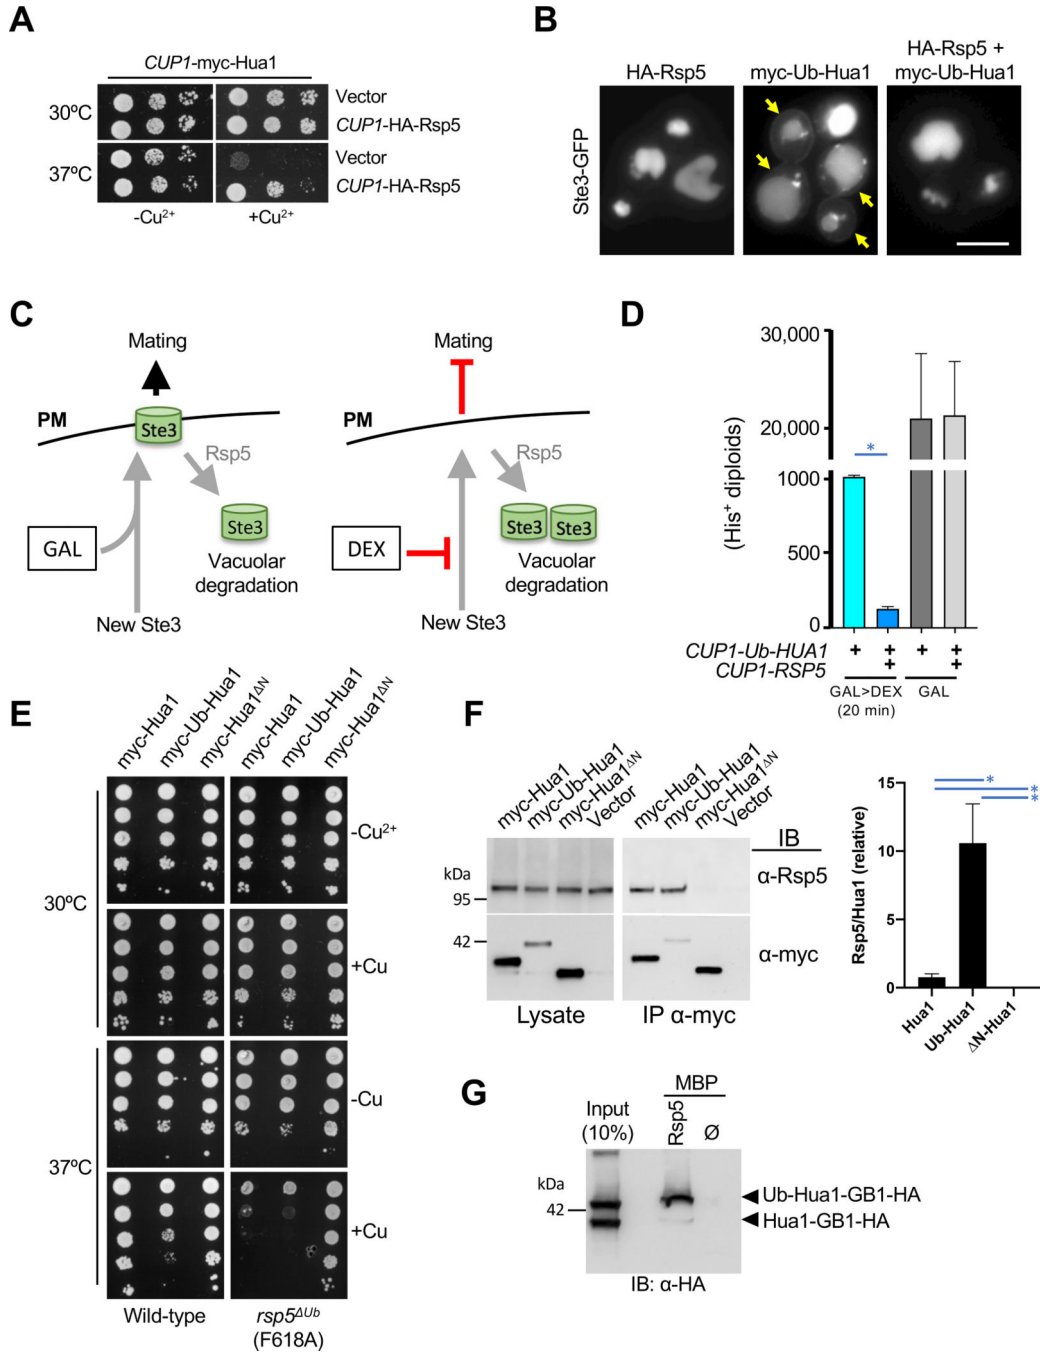 A
CUP1-myc-Hua1
30ºC
Vector
CUP1-HA-Rsp5
37ºC
Vector
CUP1-HA-Rsp5
-Cu²⁺
+Cu²⁺
B
HA-Rsp5
myc-Ub-Hua1
HA-Rsp5 +
myc-Ub-Hua1
Ste3-GFP
C
Mating
PM
Ste3
Rsp5
GAL
Ste3
Vacuolar
degradation
New Ste3
Mating
PM
Rsp5
DEX
Ste3
Ste3
Vacuolar
degradation
New Ste3
D
(His⁺ diploids)
30,000
20,000
1000
500
0
*
CUP1-Ub-HUA1 + + + +
CUP1-RSP5 + +
GAL>DEX
(20 min)
GAL
E
myc-Hua1
myc-Ub-Hua1
myc-Hua1ΔN
myc-Hua1
myc-Ub-Hua1
myc-Hua1ΔN
30ºC
-Cu²⁺
+Cu
37ºC
-Cu
+Cu
Wild-type
rsp5ΔUb
(F618A)
F
myc-Hua1
myc-Ub-Hua1
myc-Hua1ΔN
Vector
myc-Hua1
myc-Ub-Hua1
myc-Hua1ΔN
Vector
IB
kDa
95
42
α-Rsp5
α-myc
Lysate
IP α-myc
Rsp5/Hua1 (relative)
15
10
5
0
*
*
*
Hua1
Ub-Hua1
ΔN-Hua1
G
Input
(10%)
MBP
Rsp5
Ø
kDa
42
Ub-Hua1-GB1-HA
Hua1-GB1-HA
IB: α-HA